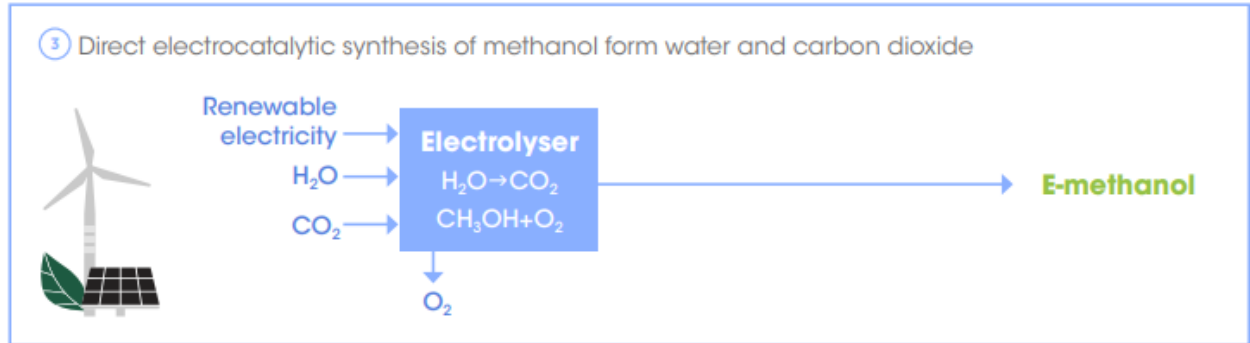 3 Direct electrocatalytic synthesis of methanol form water and carbon dioxide
Renewable
electricity
H₂O
CO₂
Electrolyser
H₂O→CO₂
CH₃OH+O₂
O₂
E-methanol